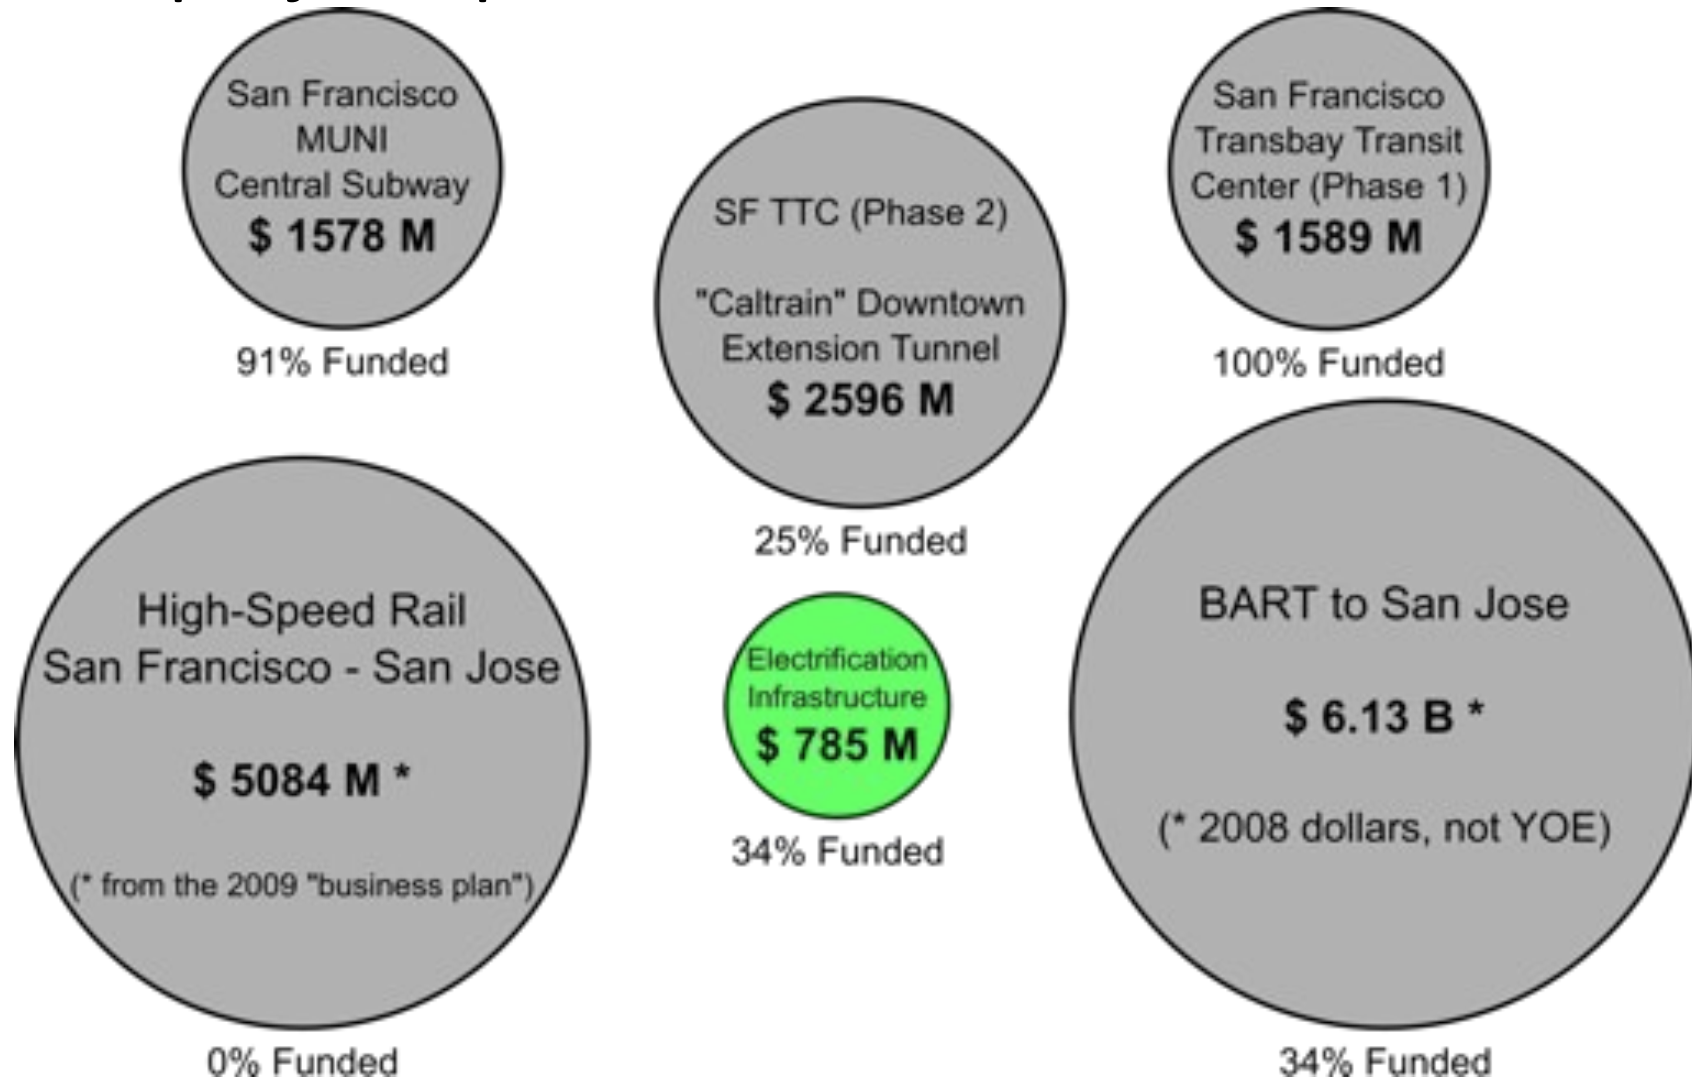 San Francisco
MUNI
Central Subway
$ 1578 M
91% Funded
SF TTC (Phase 2)
"Caltrain" Downtown
Extension Tunnel
$ 2596 M
25% Funded
San Francisco
Transbay Transit
Center (Phase 1)
$ 1589 M
100% Funded
High-Speed Rail
San Francisco - San Jose
$ 5084 M *
(* from the 2009 "business plan")
0% Funded
Electrification
Infrastructure
$ 785 M
34% Funded
BART to San Jose
$ 6.13 B *
(* 2008 dollars, not YOE)
34% Funded